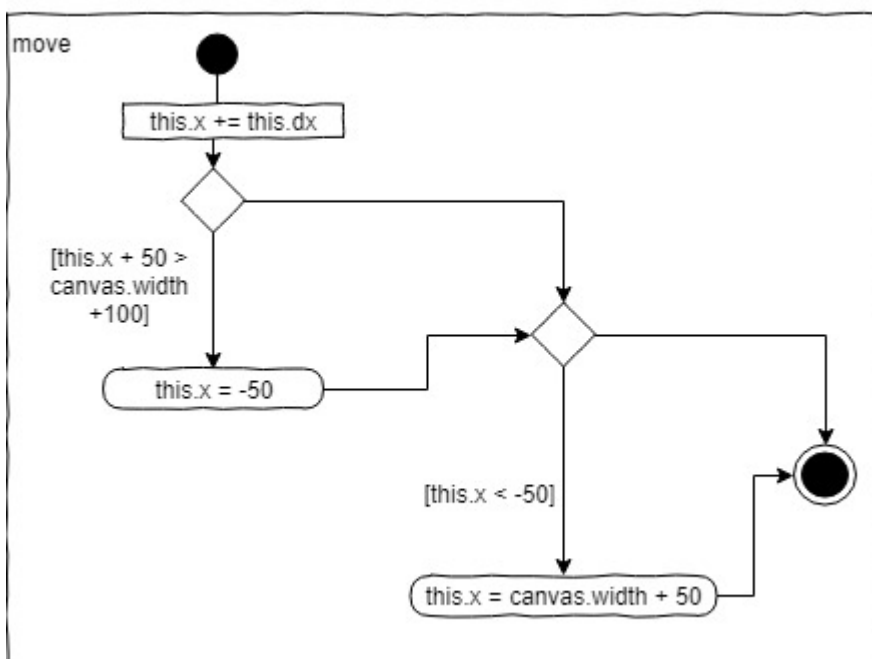 move
this.x += this.dx
[this.x + 50 >
canvas.width
+100]
this.x = -50
[this.x < -50]
this.x = canvas.width + 50